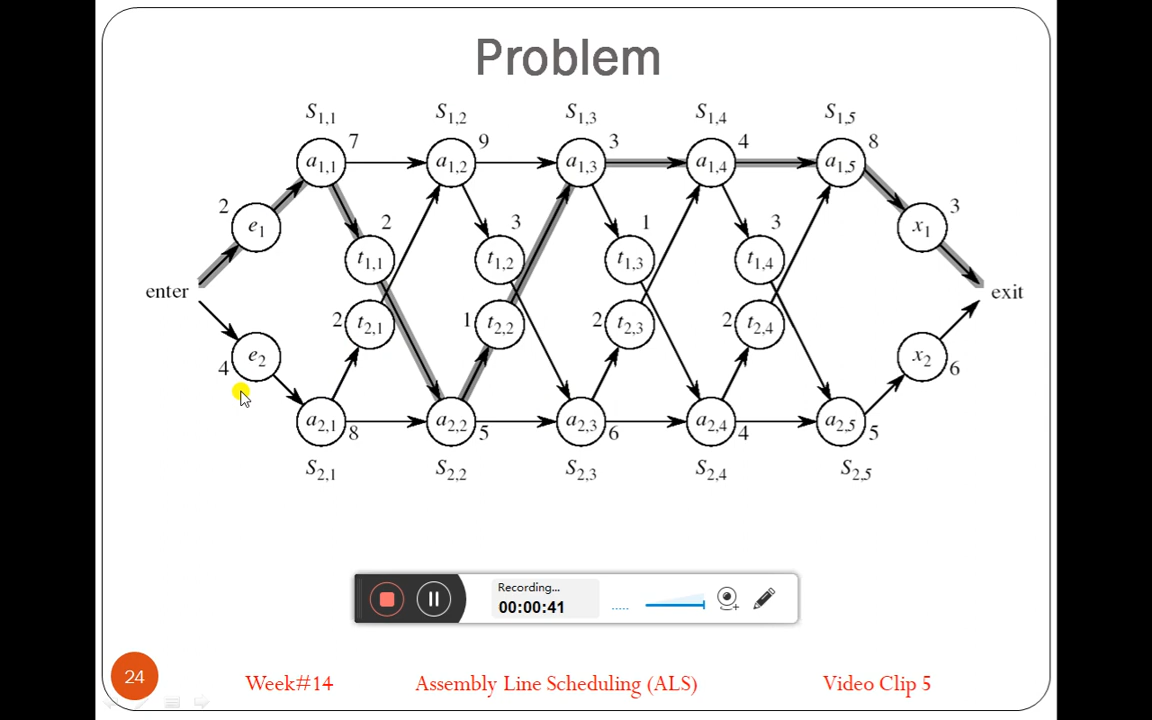 Problem
S1,1 S1,2 S1,3 S1,4 S1,5
7 9 3 4 8
a1,1 a1,2 a1,3 a1,4 a1,5
2 e1 2 3 1 3 x1 3
t1,1 t1,2 t1,3 t1,4
enter exit
2 t2,1 1 t2,2 2 t2,3 2 t2,4
4 e2 x2 6
a2,1 a2,2 a2,3 a2,4 a2,5
8 5 6 4 5
S2,1 S2,2 S2,3 S2,4 S2,5
Recording...
00:00:41
24 Week#14 Assembly Line Scheduling (ALS) Video Clip 5